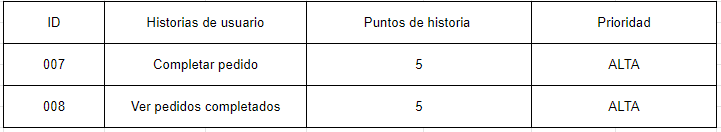 ID Historias de usuario Puntos de historia Prioridad
007 Completar pedido 5 ALTA
008 Ver pedidos completados 5 ALTA